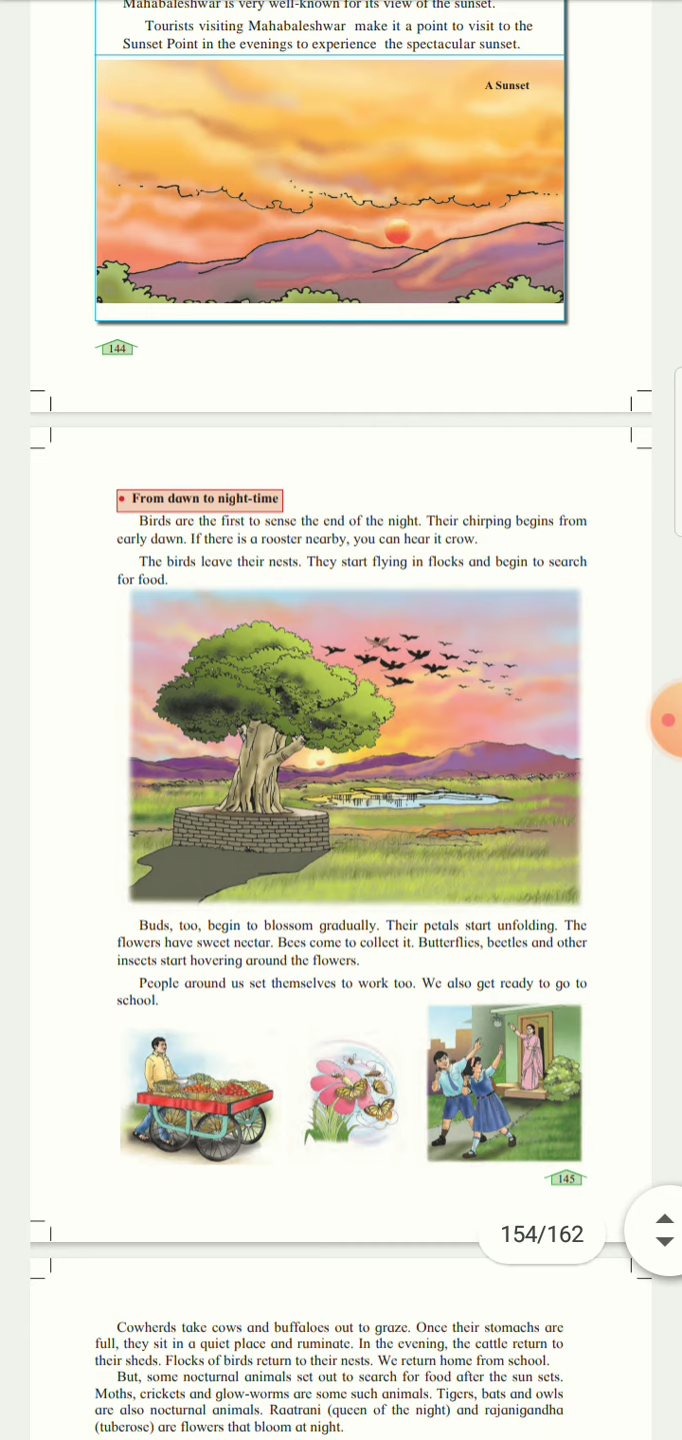 Mahabaleshwar is very well-known for its view of the sunset.
Tourists visiting Mahabaleshwar make it a point to visit to the
Sunset Point in the evenings to experience the spectacular sunset.
A Sunset
144
• From dawn to night-time
Birds are the first to sense the end of the night. Their chirping begins from
early dawn. If there is a rooster nearby, you can hear it crow.
The birds leave their nests. They start flying in flocks and begin to search
for food.
Buds, too, begin to blossom gradually. Their petals start unfolding. The
flowers have sweet nectar. Bees come to collect it. Butterflies, beetles and other
insects start hovering around the flowers.
People around us set themselves to work too. We also get ready to go to
school.
145
154/162
Cowherds take cows and buffaloes out to graze. Once their stomachs are
full, they sit in a quiet place and ruminate. In the evening, the cattle return to
their sheds. Flocks of birds return to their nests. We return home from school.
But, some nocturnal animals set out to search for food after the sun sets.
Moths, crickets and glow-worms are some such animals. Tigers, bats and owls
are also nocturnal animals. Raatrani (queen of the night) and rajanigandha
(tuberose) are flowers that bloom at night.